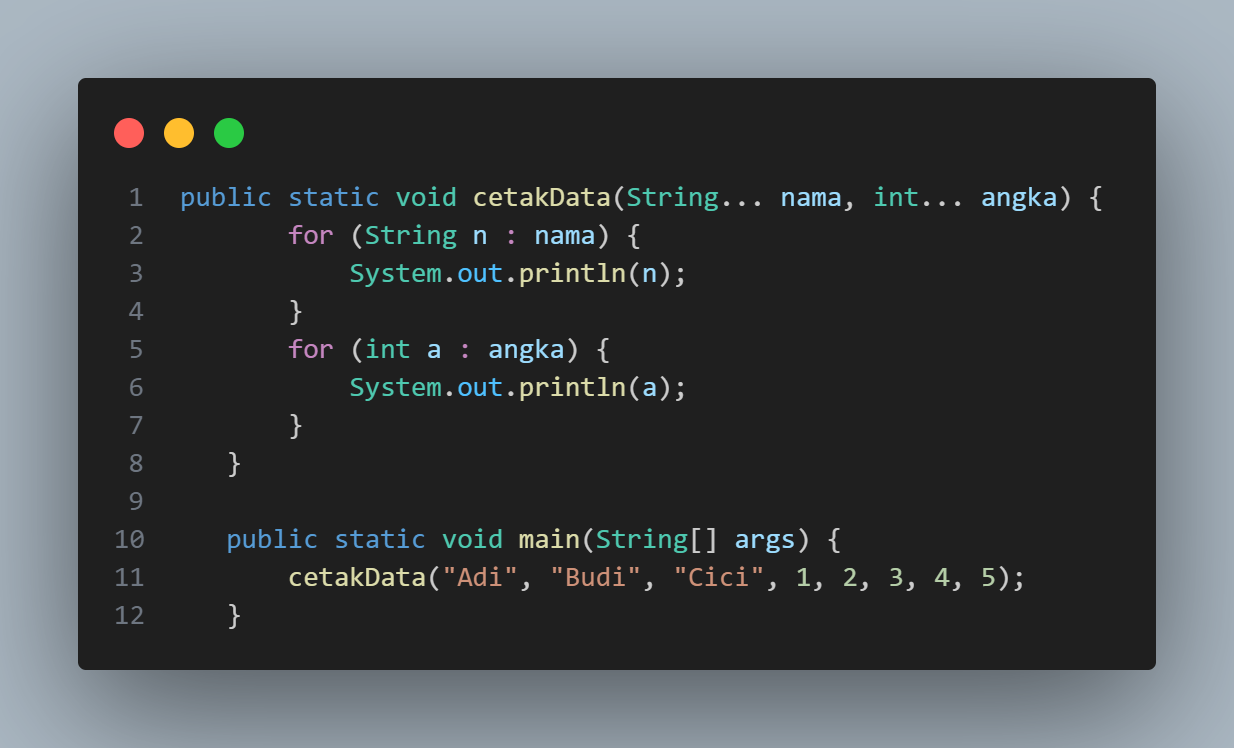 1 public static void cetakData(String... nama, int... angka) {
2 for (String n : nama) {
3 System.out.println(n);
4 }
5 for (int a : angka) {
6 System.out.println(a);
7 }
8 }
9
10 public static void main(String[] args) {
11 cetakData("Adi", "Budi", "Cici", 1, 2, 3, 4, 5);
12 }